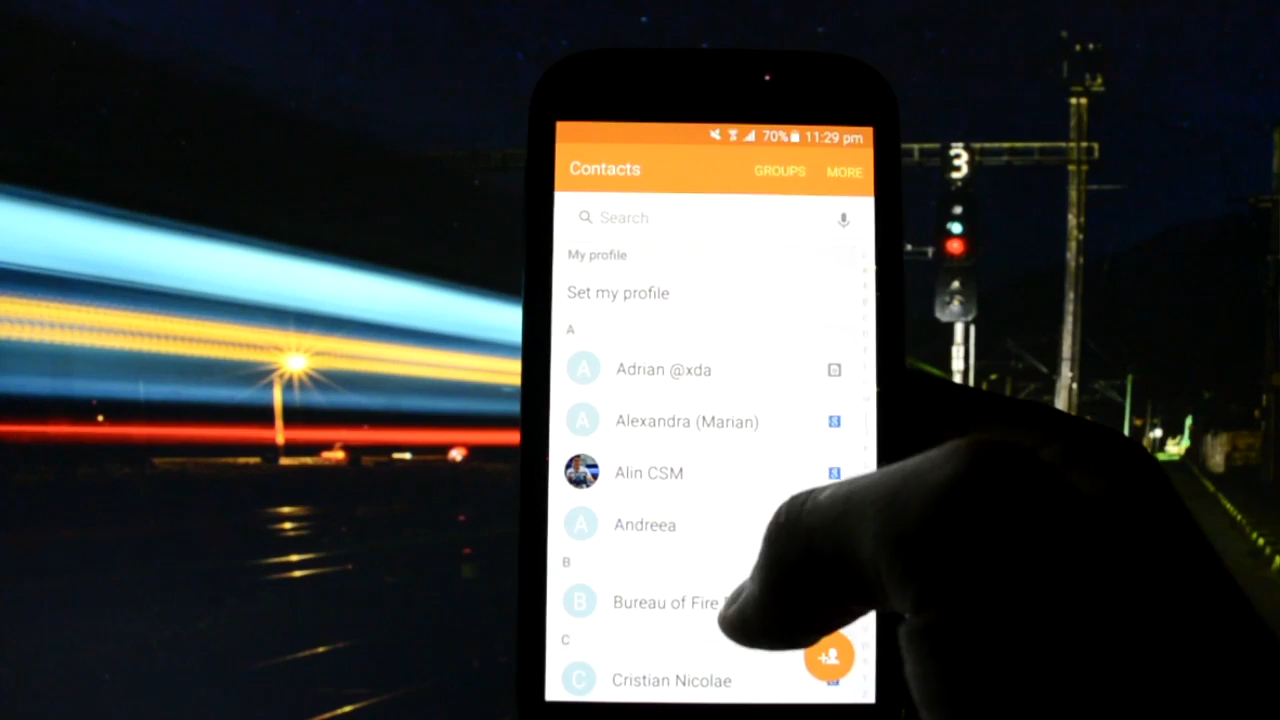 70% 11:29 pm
Contacts GROUPS MORE
Search
My profile
Set my profile
A
A Adrian @xda
A Alexandra (Marian)
Alin CSM
A Andreea
B
B Bureau of Fire
C
C Cristian Nicolae
3